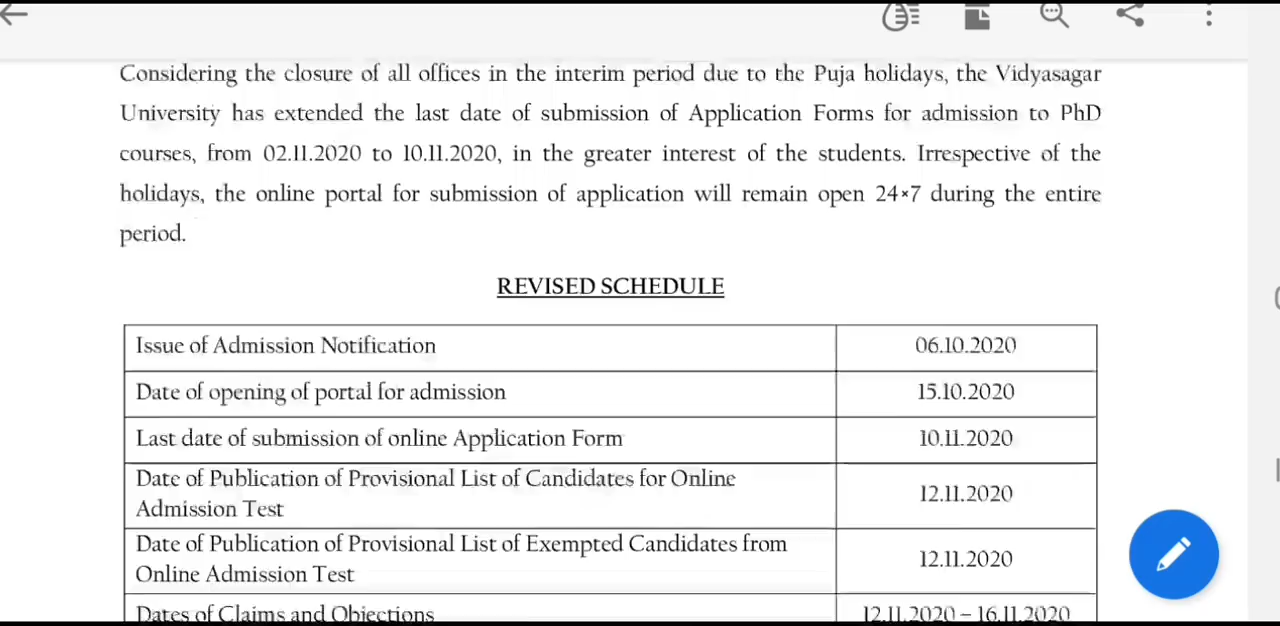 Considering the closure of all offices in the interim period due to the Puja holidays, the Vidyasagar
University has extended the last date of submission of Application Forms for admission to PhD
courses, from 02.11.2020 to 10.11.2020, in the greater interest of the students. Irrespective of the
holidays, the online portal for submission of application will remain open 24×7 during the entire
period.
REVISED SCHEDULE
Issue of Admission Notification 06.10.2020
Date of opening of portal for admission 15.10.2020
Last date of submission of online Application Form 10.11.2020
Date of Publication of Provisional List of Candidates for Online
Admission Test
12.11.2020
Date of Publication of Provisional List of Exempted Candidates from
Online Admission Test
12.11.2020
Dates of Claims and Objections 12.11.2020 – 16.11.2020